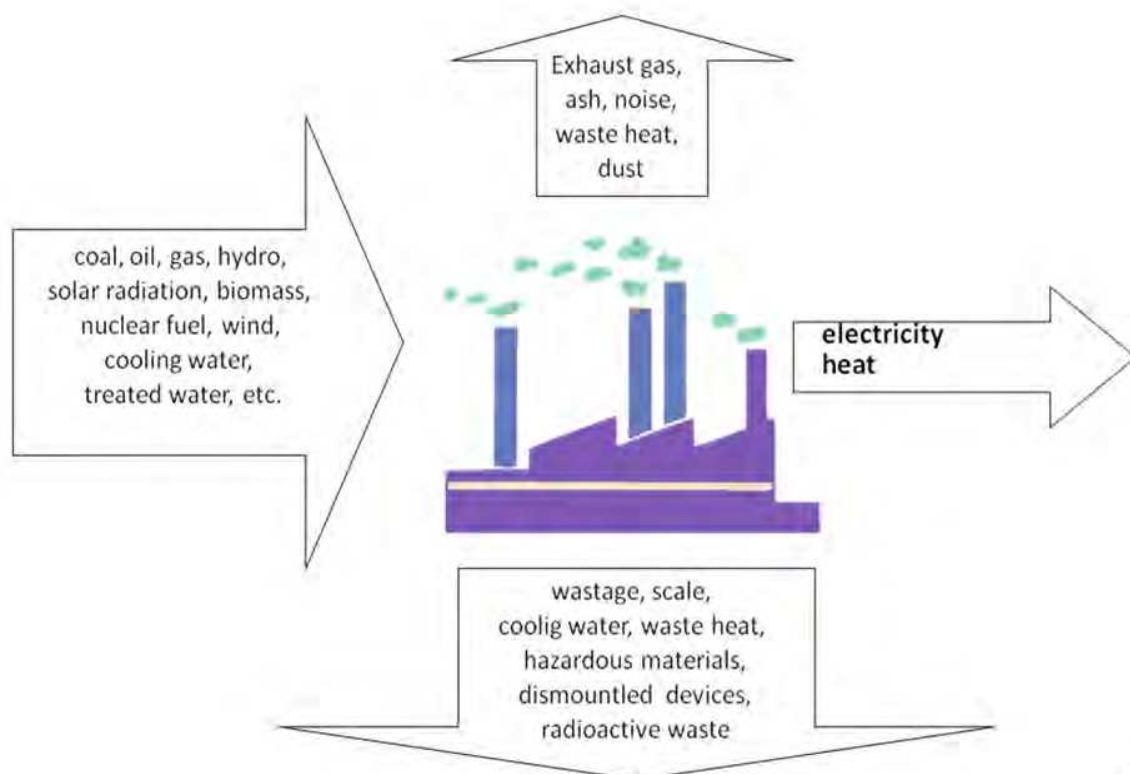 Exhaust gas,
ash, noise,
waste heat,
dust
coal, oil, gas, hydro,
solar radiation, biomass,
nuclear fuel, wind,
cooling water,
treated water, etc.
electricity
heat
wastage, scale,
coolig water, waste heat,
hazardous materials,
dismountled devices,
radioactive waste